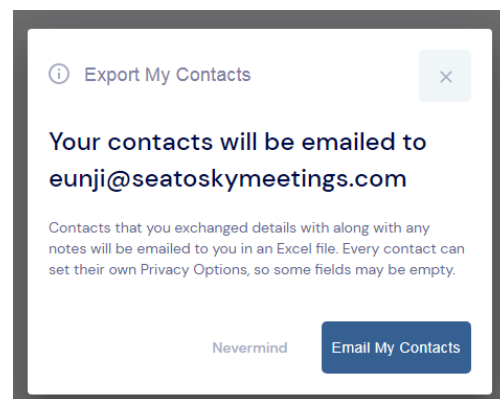 Export My Contacts
Your contacts will be emailed to
eunji@seatoskymeetings.com
Contacts that you exchanged details with along with any
notes will be emailed to you in an Excel file. Every contact can
set their own Privacy Options, so some fields may be empty.
Nevermind
Email My Contacts